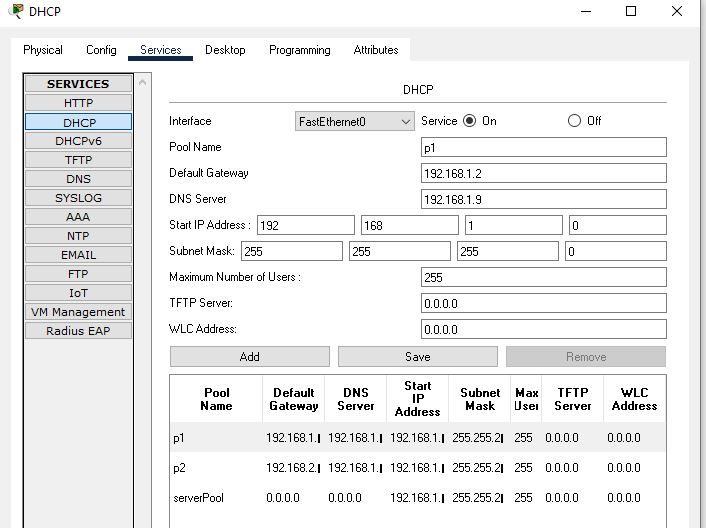 DHCP
Physical Config Services Desktop Programming Attributes
SERVICES
HTTP
DHCP
DHCPv6
TFTP
DNS
SYSLOG
AAA
NTP
EMAIL
FTP
IoT
VM Management
Radius EAP
DHCP
Interface FastEthernet0 Service On Off
Pool Name p1
Default Gateway 192.168.1.2
DNS Server 192.168.1.9
Start IP Address : 192 168 1 0
Subnet Mask: 255 255 255 0
Maximum Number of Users : 255
TFTP Server: 0.0.0.0
WLC Address: 0.0.0.0
Add Save Remove
Pool Name Default Gateway DNS Server Start IP Address Subnet Mask Max User TFTP Server WLC Address
p1 192.168.1. 192.168.1. 192.168.1. 255.255.2 255 0.0.0.0 0.0.0.0
p2 192.168.2. 192.168.1. 192.168.1. 255.255.2 255 0.0.0.0 0.0.0.0
serverPool 0.0.0.0 0.0.0.0 192.168.1. 255.255.2 255 0.0.0.0 0.0.0.0